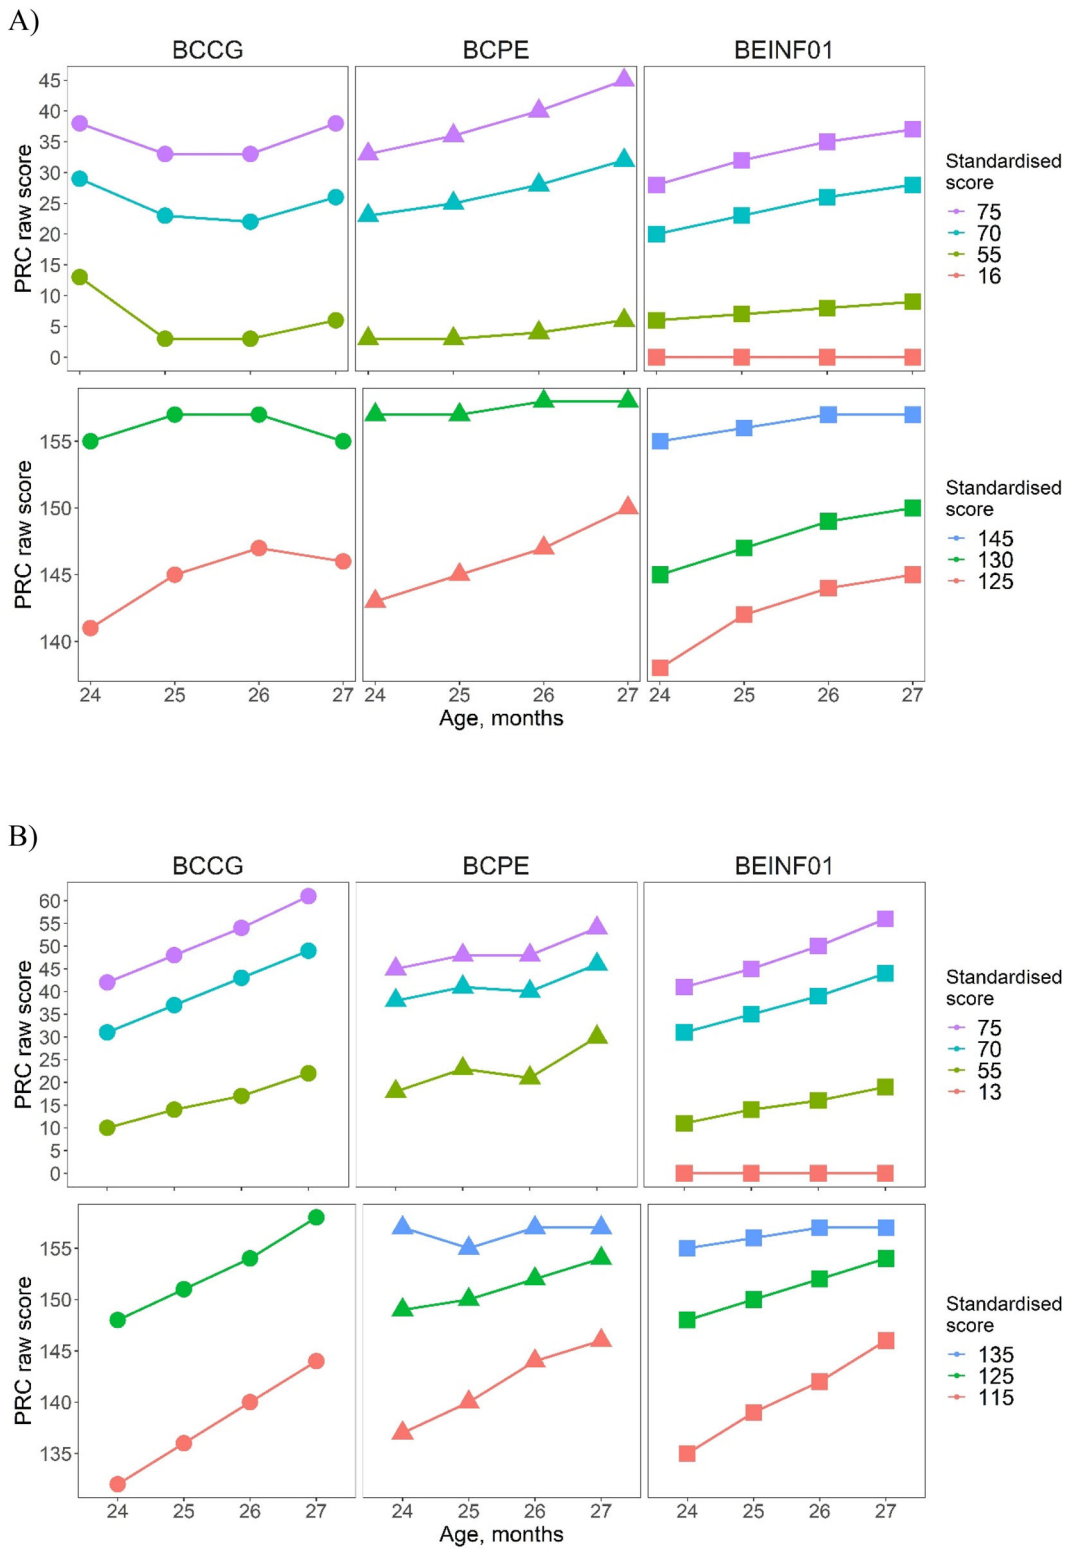 A)
BCCG BCPE BEINF01
PRC raw score
45
40
35
30
25
20
15
10
5
0
Standardised
score
75
70
55
16
PRC raw score
155
150
145
140
24 25 26 27 24 25 26 27 24 25 26 27
Age, months
Standardised
score
145
130
125
B)
BCCG BCPE BEINF01
PRC raw score
60
55
50
45
40
35
30
25
20
15
10
5
0
Standardised
score
75
70
55
13
PRC raw score
155
150
145
140
135
24 25 26 27 24 25 26 27 24 25 26 27
Age, months
Standardised
score
135
125
115